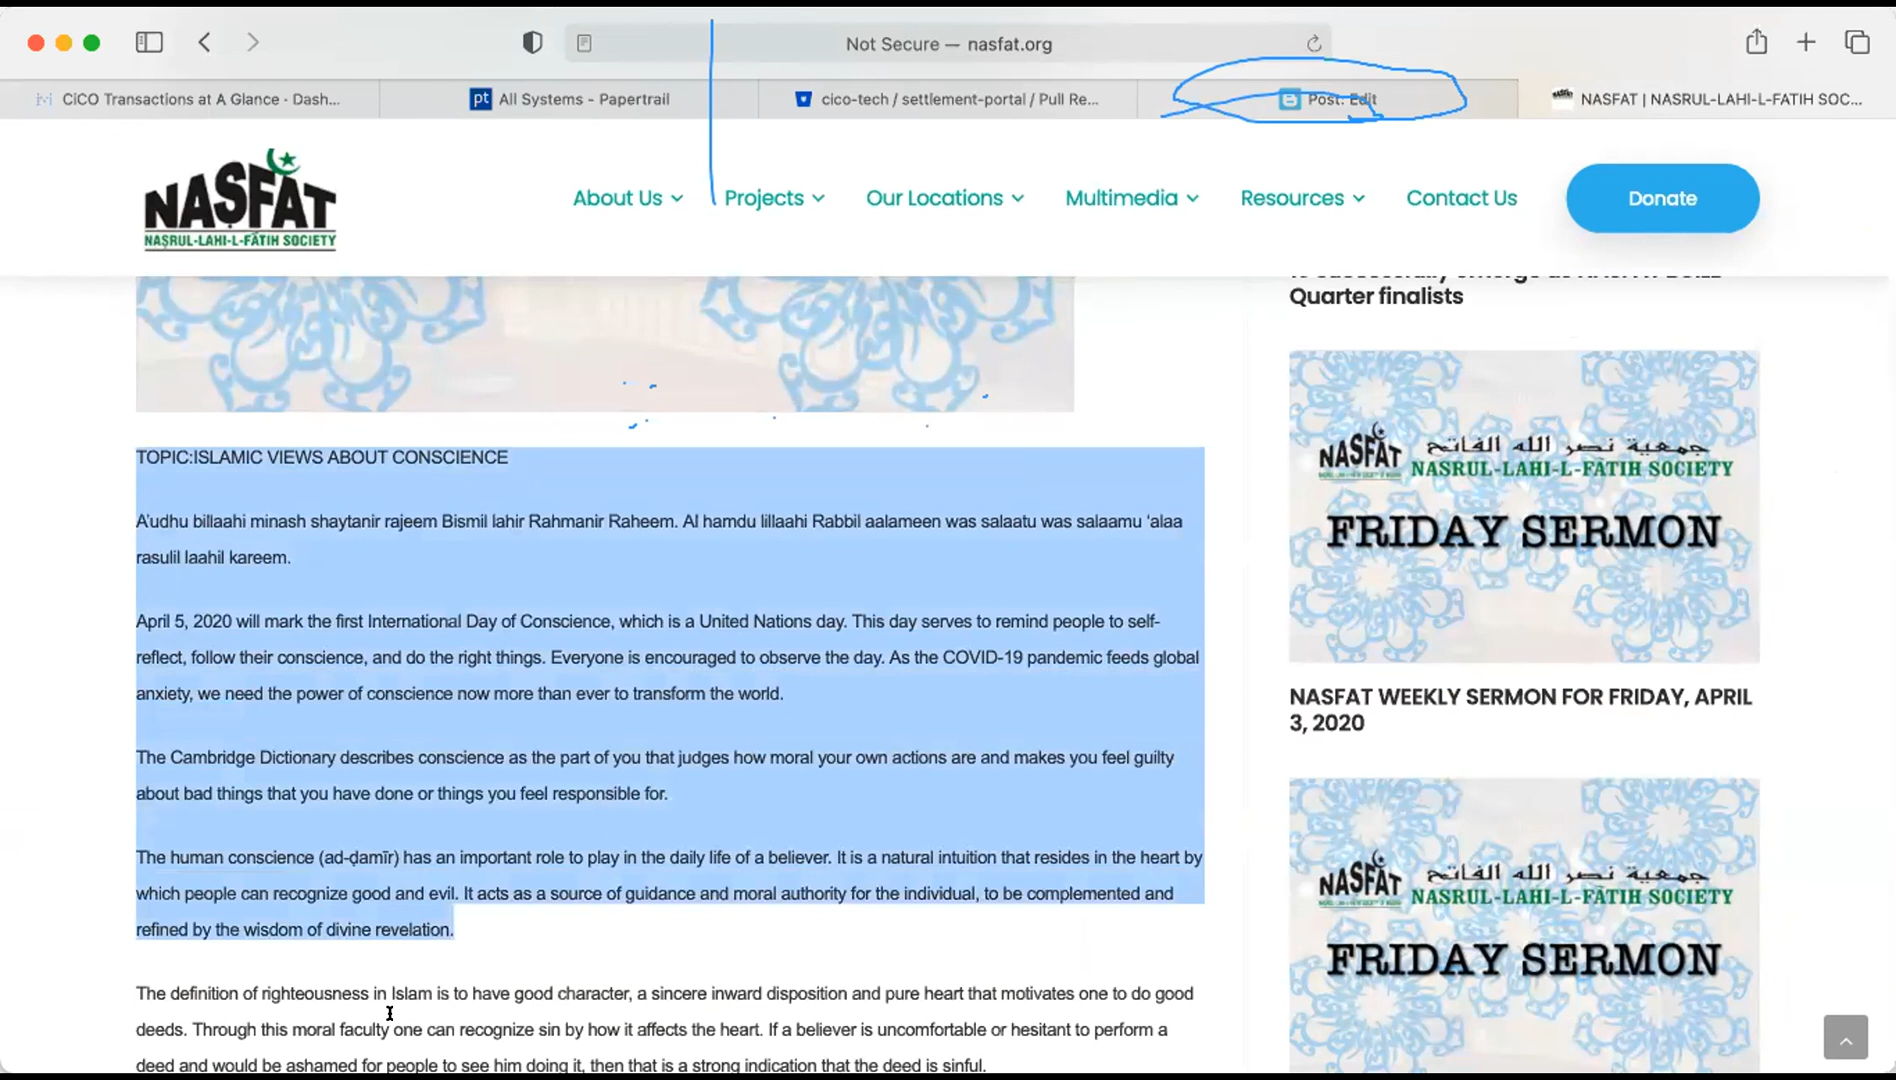 Not Secure — nasfat.org
CiCO Transactions at A Glance · Dash...
pt All Systems - Papertrail
cico-tech / settlement-portal / Pull Re...
Post: Edit
NASFAT | NASRUL-LAHI-L-FATIH SOC...
NASFAT
NASRUL-LAHI-L-FATIH SOCIETY
About Us
Projects
Our Locations
Multimedia
Resources
Contact Us
Donate
Quarter finalists
TOPIC:ISLAMIC VIEWS ABOUT CONSCIENCE
A’udhu billaahi minash shaytanir rajeem Bismil lahir Rahmanir Raheem. Al hamdu lillaahi Rabbil aalameen was salaatu was salaamu ‘alaa
rasulil laahil kareem.
April 5, 2020 will mark the first International Day of Conscience, which is a United Nations day. This day serves to remind people to self-
reflect, follow their conscience, and do the right things. Everyone is encouraged to observe the day. As the COVID-19 pandemic feeds global
anxiety, we need the power of conscience now more than ever to transform the world.
The Cambridge Dictionary describes conscience as the part of you that judges how moral your own actions are and makes you feel guilty
about bad things that you have done or things you feel responsible for.
The human conscience (ad-ḍamīr) has an important role to play in the daily life of a believer. It is a natural intuition that resides in the heart by
which people can recognize good and evil. It acts as a source of guidance and moral authority for the individual, to be complemented and
refined by the wisdom of divine revelation.
The definition of righteousness in Islam is to have good character, a sincere inward disposition and pure heart that motivates one to do good
deeds. Through this moral faculty one can recognize sin by how it affects the heart. If a believer is uncomfortable or hesitant to perform a
deed and would be ashamed for people to see him doing it, then that is a strong indication that the deed is sinful.
NASFAT جمعية نصر الله الفاتح
NASRUL-LAHI-L-FATIH SOCIETY
FRIDAY SERMON
NASFAT WEEKLY SERMON FOR FRIDAY, APRIL
3, 2020
NASFAT جمعية نصر الله الفاتح
NASRUL-LAHI-L-FATIH SOCIETY
FRIDAY SERMON